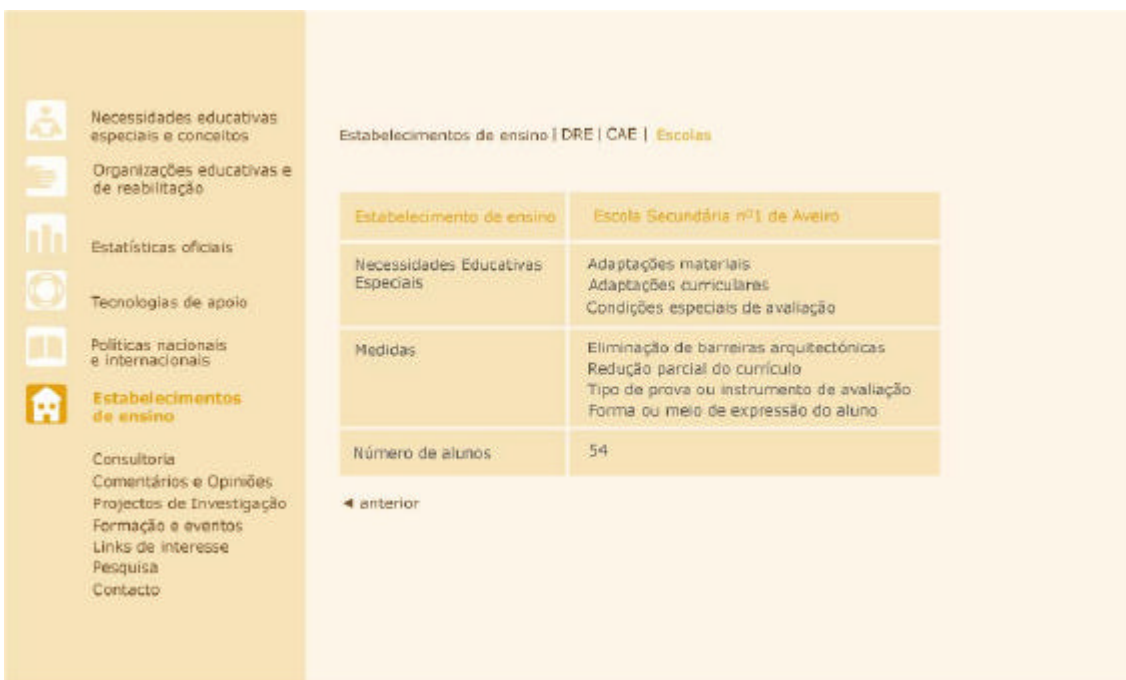 Necessidades educativas
especiais e conceitos
Organizações educativas e
de reabilitação
Estatísticas oficiais
Tecnologias de apoio
Políticas nacionais
e internacionais
Estabelecimentos
de ensino
Consultoria
Comentários e Opiniões
Projectos de Investigação
Formação e eventos
Links de interesse
Pesquisa
Contacto
Estabelecimentos de ensino | DRE | CAE | Escolas
Estabelecimento de ensino Escola Secundária nº1 de Aveiro
Necessidades Educativas
Especiais
Adaptações materiais
Adaptações curriculares
Condições especiais de avaliação
Medidas
Eliminação de barreiras arquitectónicas
Redução parcial do currículo
Tipo de prova ou instrumento de avaliação
Forma ou meio de expressão do aluno
Número de alunos 54
◄ anterior